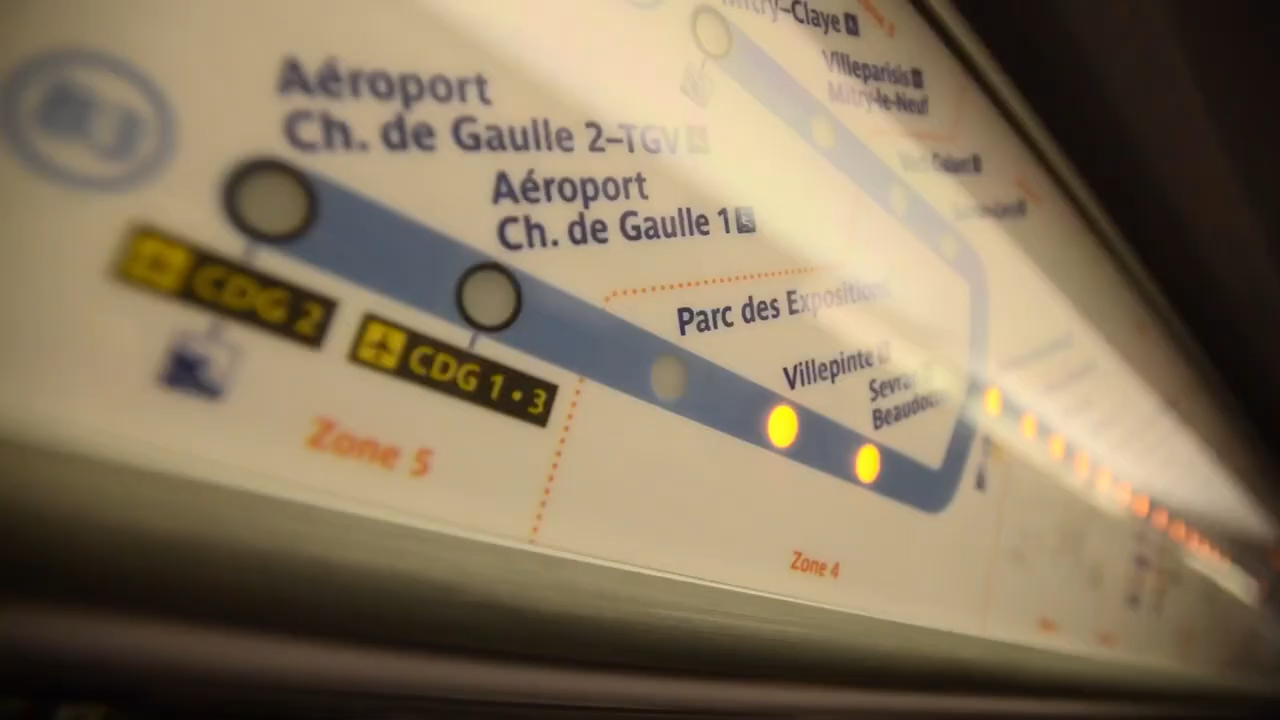 Aéroport
Ch. de Gaulle 2–TGV
Aéroport
Ch. de Gaulle 1
CDG 2
CDG 1 • 3
Zone 5
Parc des Expositions
Villepinte
Zone 4
Mitry–Claye
Villeparisis
Mitry-le-Neuf